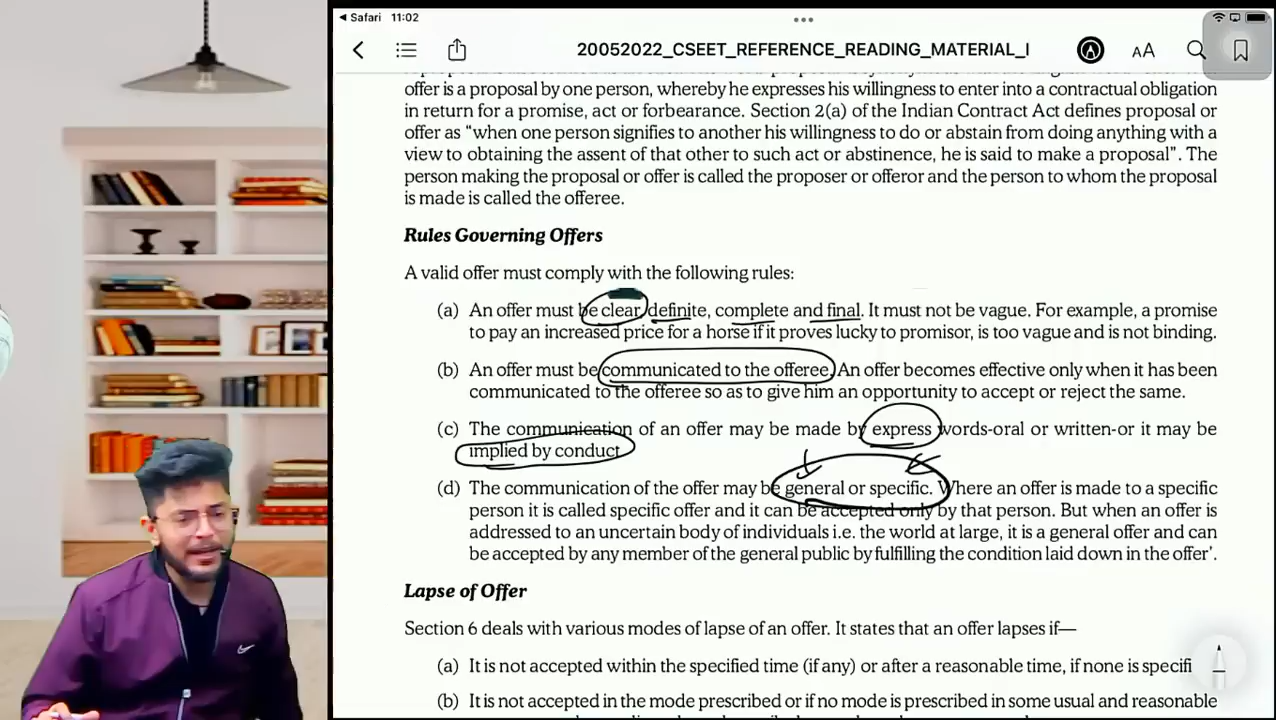 Safari 11:02
20052022_CSEET_REFERENCE_READING_MATERIAL_I
AA
offer is a proposal by one person, whereby he expresses his willingness to enter into a contractual obligation
in return for a promise, act or forbearance. Section 2(a) of the Indian Contract Act defines proposal or
offer as “when one person signifies to another his willingness to do or abstain from doing anything with a
view to obtaining the assent of that other to such act or abstinence, he is said to make a proposal”. The
person making the proposal or offer is called the proposer or offeror and the person to whom the proposal
is made is called the offeree.
Rules Governing Offers
A valid offer must comply with the following rules:
(a) An offer must be clear, definite, complete and final. It must not be vague. For example, a promise
to pay an increased price for a horse if it proves lucky to promisor, is too vague and is not binding.
(b) An offer must be communicated to the offeree. An offer becomes effective only when it has been
communicated to the offeree so as to give him an opportunity to accept or reject the same.
(c) The communication of an offer may be made by express words-oral or written-or it may be
implied by conduct
(d) The communication of the offer may be general or specific. Where an offer is made to a specific
person it is called specific offer and it can be accepted only by that person. But when an offer is
addressed to an uncertain body of individuals i.e. the world at large, it is a general offer and can
be accepted by any member of the general public by fulfilling the condition laid down in the offer’.
Lapse of Offer
Section 6 deals with various modes of lapse of an offer. It states that an offer lapses if—
(a) It is not accepted within the specified time (if any) or after a reasonable time, if none is specifi
(b) It is not accepted in the mode prescribed or if no mode is prescribed in some usual and reasonable